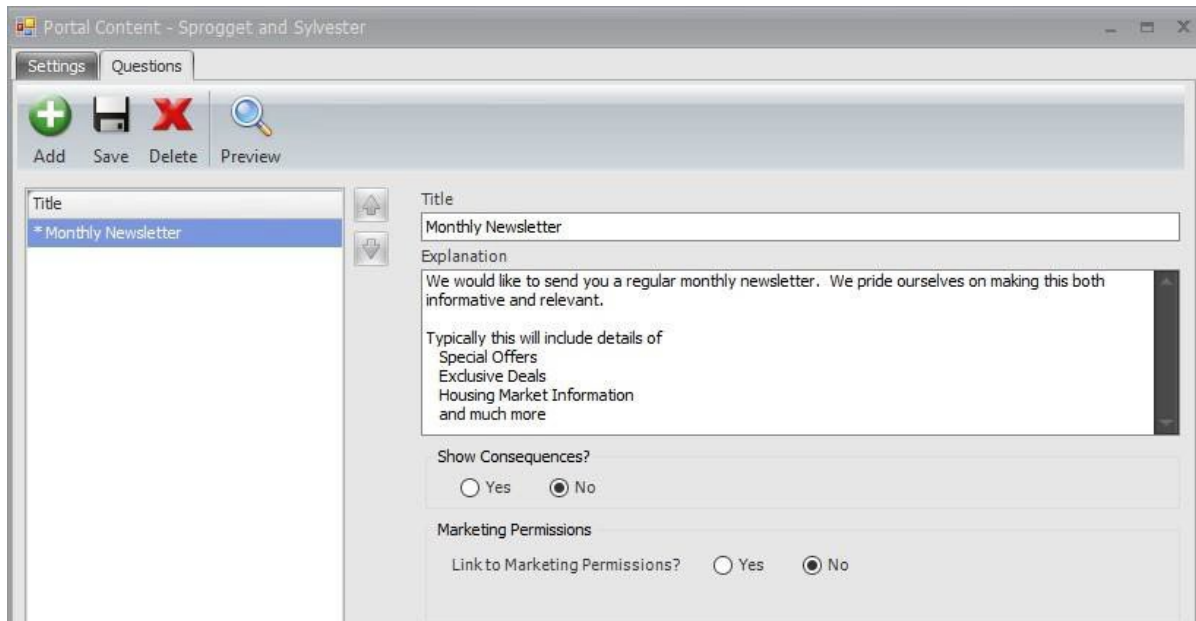 Portal Content - Sprogget and Sylvester
Settings
Questions
Add
Save
Delete
Preview
Title
* Monthly Newsletter
Title
Monthly Newsletter
Explanation
We would like to send you a regular monthly newsletter.  We pride ourselves on making this both
informative and relevant.
Typically this will include details of
Special Offers
Exclusive Deals
Housing Market Information
and much more
Show Consequences?
Yes
No
Marketing Permissions
Link to Marketing Permissions?
Yes
No